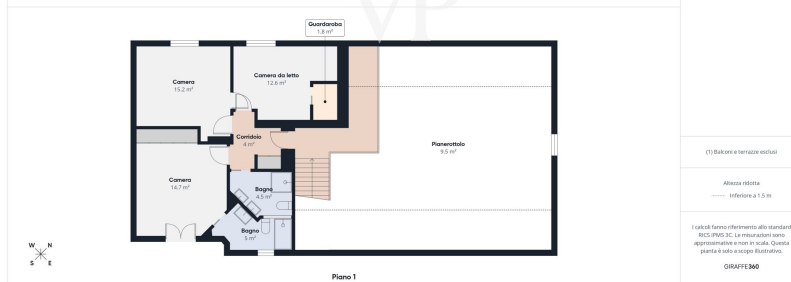 VP
Guardaroba
1.8 m²
Camera
15.2 m²
Camera da letto
12.6 m²
Corridoio
4 m²
Pianerottolo
9.5 m²
Camera
14.7 m²
Bagno
4.5 m²
Bagno
5 m²
W N
S E
Piano 1
(1) Balconi e terrazze esclusi
Altezza ridotta
Inferiore a 1.5 m
I calcoli fanno riferimento allo standard
RICS IPMS 3C. Le misurazioni sono
approssimative e non in scala. Questa
pianta è solo a scopo illustrativo.
GIRAFFE360